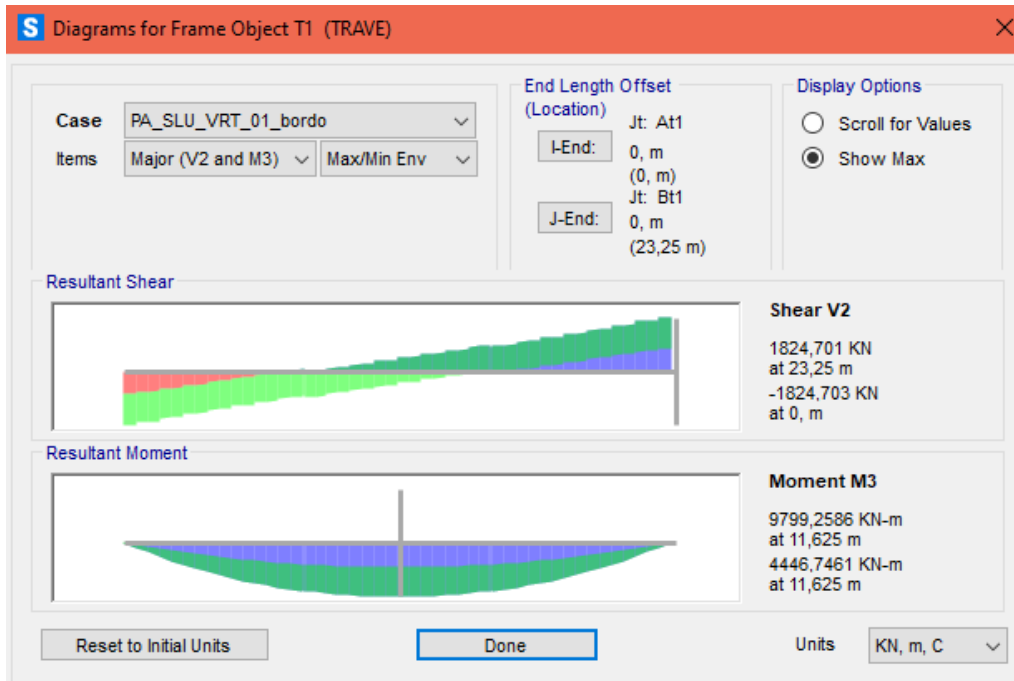 S Diagrams for Frame Object T1 (TRAVE)
Case PA_SLU_VRT_01_bordo
Items Major (V2 and M3) Max/Min Env
End Length Offset
(Location)
I-End:
Jt: At1
0, m
(0, m)
J-End:
Jt: Bt1
0, m
(23,25 m)
Display Options
Scroll for Values
Show Max
Resultant Shear
Shear V2
1824,701 KN
at 23,25 m
-1824,703 KN
at 0, m
Resultant Moment
Moment M3
9799,2586 KN-m
at 11,625 m
4446,7461 KN-m
at 11,625 m
Reset to Initial Units
Done
Units KN, m, C